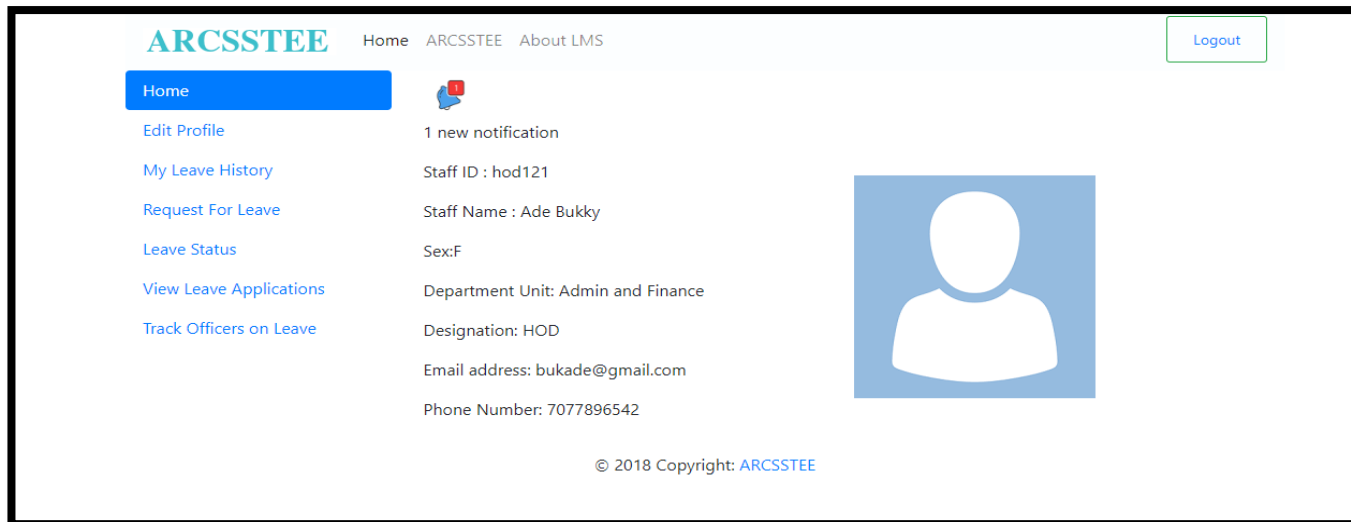 ARCSSTEE Home ARCSSTEE About LMS Logout
Home
Edit Profile
My Leave History
Request For Leave
Leave Status
View Leave Applications
Track Officers on Leave
1
1 new notification
Staff ID : hod121
Staff Name : Ade Bukky
Sex:F
Department Unit: Admin and Finance
Designation: HOD
Email address: bukade@gmail.com
Phone Number: 7077896542
© 2018 Copyright: ARCSSTEE